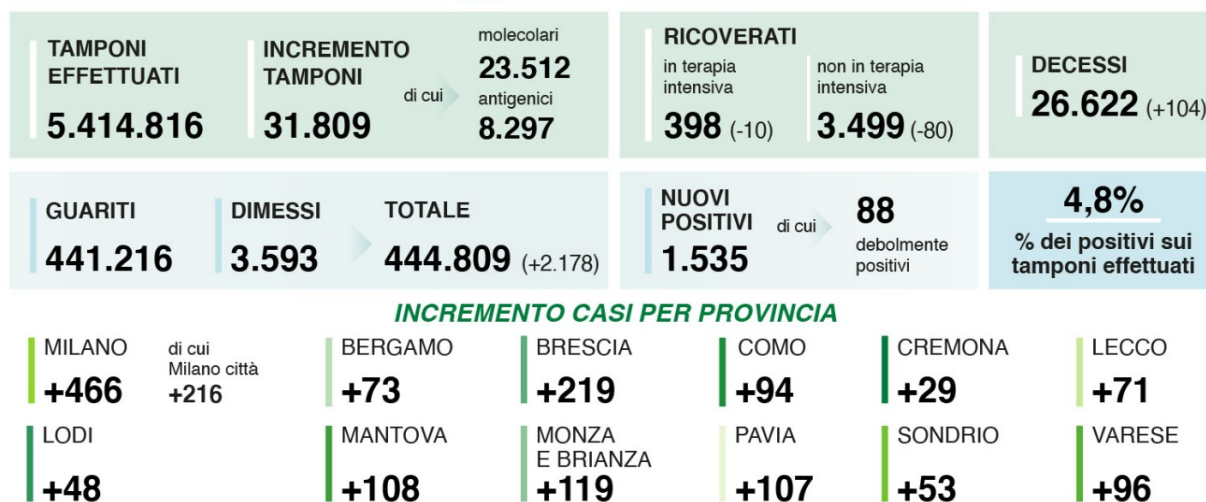 TAMPONI
EFFETTUATI
5.414.816
INCREMENTO
TAMPONI
31.809
di cui
molecolari
23.512
antigenici
8.297
RICOVERATI
in terapia
intensiva
398 (-10)
non in terapia
intensiva
3.499 (-80)
DECESSI
26.622 (+104)
GUARITI
441.216
DIMESSI
3.593
TOTALE
444.809 (+2.178)
NUOVI
POSITIVI
1.535
di cui
88
debolmente
positivi
4,8%
% dei positivi sui
tamponi effettuati
INCREMENTO CASI PER PROVINCIA
MILANO
+466
di cui
Milano città
+216
BERGAMO
+73
BRESCIA
+219
COMO
+94
CREMONA
+29
LECCO
+71
LODI
+48
MANTOVA
+108
MONZA
E BRIANZA
+119
PAVIA
+107
SONDRIO
+53
VARESE
+96